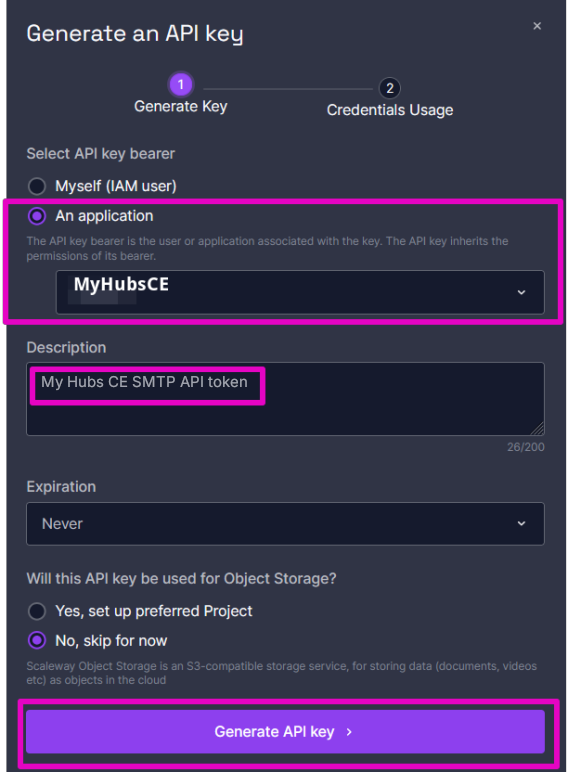 Generate an API key
×
1
2
Generate Key
Credentials Usage
Select API key bearer
Myself (IAM user)
An application
The API key bearer is the user or application associated with the key. The API key inherits the
permissions of its bearer.
MyHubsCE
Description
My Hubs CE SMTP API token
26/200
Expiration
Never
Will this API key be used for Object Storage?
Yes, set up preferred Project
No, skip for now
Scaleway Object Storage is an S3-compatible storage service, for storing data (documents, videos
etc) as objects in the cloud
Generate API key ›